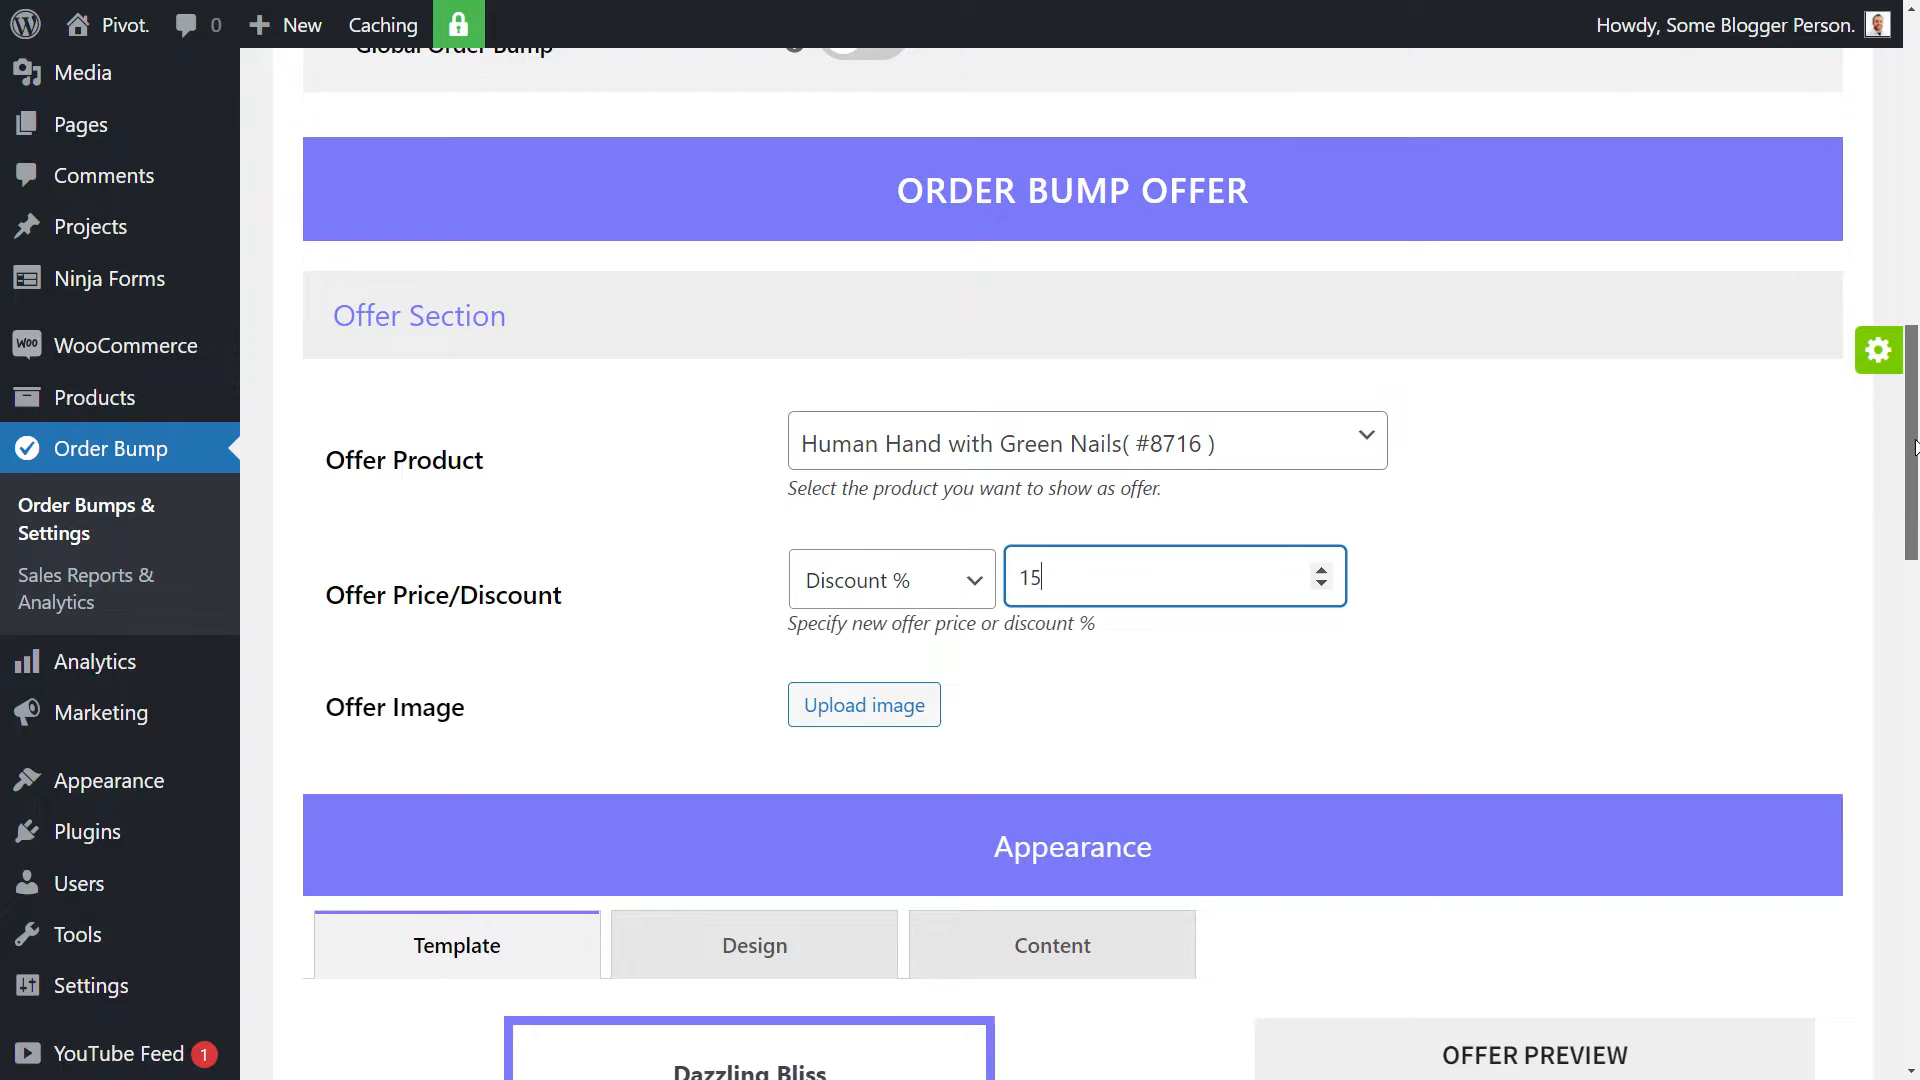 Pivot.
0
New
Caching
Howdy, Some Blogger Person.
Media
Pages
Comments
Projects
Ninja Forms
WOO
WooCommerce
Products
Order Bump
Order Bumps &
Settings
Sales Reports &
Analytics
Analytics
Marketing
Appearance
Plugins
Users
Tools
Settings
YouTube Feed 1
Global Order Bump
ORDER BUMP OFFER
Offer Section
Offer Product
Human Hand with Green Nails( #8716 )
Select the product you want to show as offer.
Offer Price/Discount
Discount %
15
Specify new offer price or discount %
Offer Image
Upload image
Appearance
Template
Design
Content
Dazzling Bliss
OFFER PREVIEW